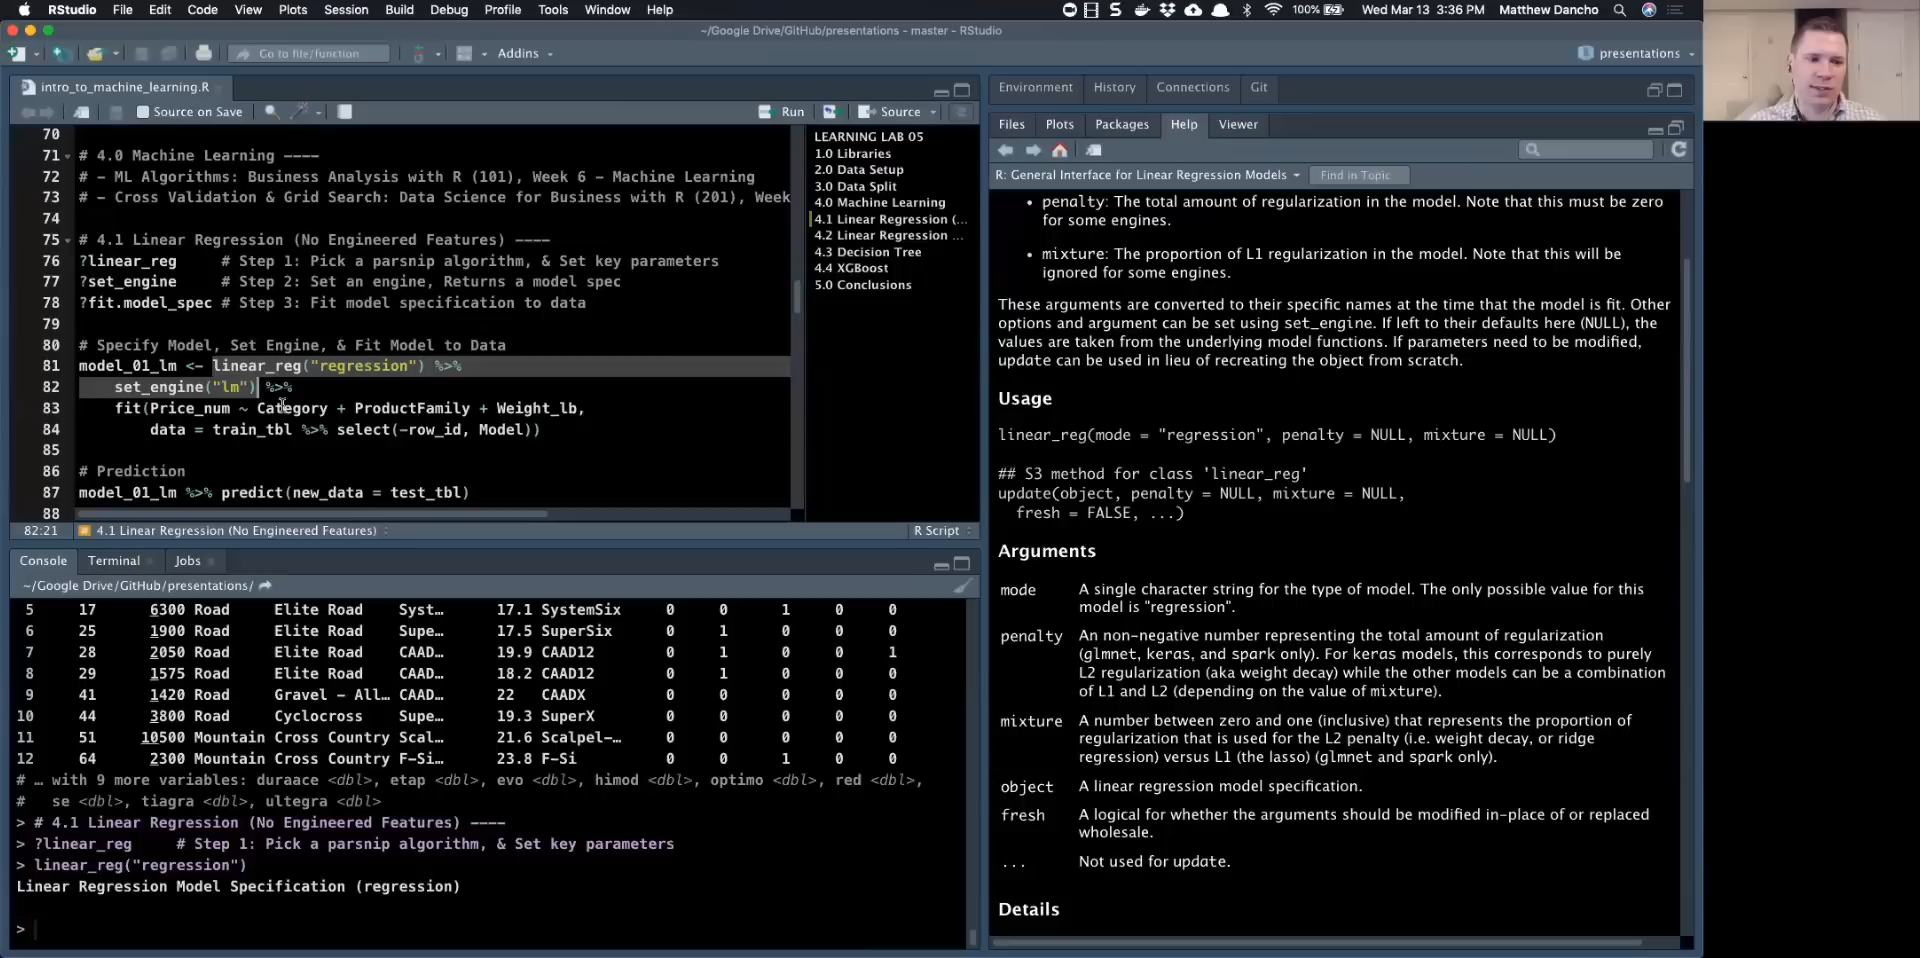 RStudio File Edit Code View Plots Session Build Debug Profile Tools Window Help 100% Wed Mar 13 3:36 PM Matthew Dancho
~/Google Drive/GitHub/presentations - master - RStudio
Go to file/function Addins presentations
intro_to_machine_learning.R
Source on Save Run Source
70
71 # 4.0 Machine Learning ----
72 # - ML Algorithms: Business Analysis with R (101), Week 6 - Machine Learning
73 # - Cross Validation & Grid Search: Data Science for Business with R (201), Week
74
75 # 4.1 Linear Regression (No Engineered Features) ----
76 ?linear_reg # Step 1: Pick a parsnip algorithm, & Set key parameters
77 ?set_engine # Step 2: Set an engine, Returns a model spec
78 ?fit.model_spec # Step 3: Fit model specification to data
79
80 # Specify Model, Set Engine, & Fit Model to Data
81 model_01_lm <- linear_reg("regression") %>%
82 set_engine("lm") %>%
83 fit(Price_num ~ Category + ProductFamily + Weight_lb,
84 data = train_tbl %>% select(-row_id, Model))
85
86 # Prediction
87 model_01_lm %>% predict(new_data = test_tbl)
88
82:21 4.1 Linear Regression (No Engineered Features) R Script
LEARNING LAB 05
1.0 Libraries
2.0 Data Setup
3.0 Data Split
4.0 Machine Learning
4.1 Linear Regression (...
4.2 Linear Regression ...
4.3 Decision Tree
4.4 XGBoost
5.0 Conclusions
Console Terminal Jobs
~/Google Drive/GitHub/presentations/
5 17 6300 Road Elite Road Syst… 17.1 SystemSix 0 0 1 0 0
6 25 1900 Road Elite Road Supe… 17.5 SuperSix 0 1 0 0 0
7 28 2050 Road Elite Road CAAD… 19.9 CAAD12 0 1 0 0 1
8 29 1575 Road Elite Road CAAD… 18.2 CAAD12 0 1 0 0 0
9 41 1420 Road Gravel - All… CAAD… 22 CAADX 0 0 0 0 0
10 44 3800 Road Cyclocross Supe… 19.3 SuperX 0 0 0 0 0
11 51 10500 Mountain Cross Country Scal… 21.6 Scalpel-… 0 0 0 0 0
12 64 2300 Mountain Cross Country F-Si… 23.8 F-Si 0 0 1 0 0
# … with 9 more variables: duraace <dbl>, etap <dbl>, evo <dbl>, himod <dbl>, optimo <dbl>, red <dbl>,
# se <dbl>, tiagra <dbl>, ultegra <dbl>
> # 4.1 Linear Regression (No Engineered Features) ----
> ?linear_reg # Step 1: Pick a parsnip algorithm, & Set key parameters
> linear_reg("regression")
Linear Regression Model Specification (regression)
>
Environment History Connections Git
Files Plots Packages Help Viewer
R: General Interface for Linear Regression Models Find in Topic
• penalty: The total amount of regularization in the model. Note that this must be zero
for some engines.
• mixture: The proportion of L1 regularization in the model. Note that this will be
ignored for some engines.
These arguments are converted to their specific names at the time that the model is fit. Other
options and argument can be set using set_engine. If left to their defaults here (NULL), the
values are taken from the underlying model functions. If parameters need to be modified,
update can be used in lieu of recreating the object from scratch.
Usage
linear_reg(mode = "regression", penalty = NULL, mixture = NULL)
## S3 method for class 'linear_reg'
update(object, penalty = NULL, mixture = NULL,
fresh = FALSE, ...)
Arguments
mode A single character string for the type of model. The only possible value for this
model is "regression".
penalty An non-negative number representing the total amount of regularization
(glmnet, keras, and spark only). For keras models, this corresponds to purely
L2 regularization (aka weight decay) while the other models can be a combination
of L1 and L2 (depending on the value of mixture).
mixture A number between zero and one (inclusive) that represents the proportion of
regularization that is used for the L2 penalty (i.e. weight decay, or ridge
regression) versus L1 (the lasso) (glmnet and spark only).
object A linear regression model specification.
fresh A logical for whether the arguments should be modified in-place of or replaced
wholesale.
... Not used for update.
Details